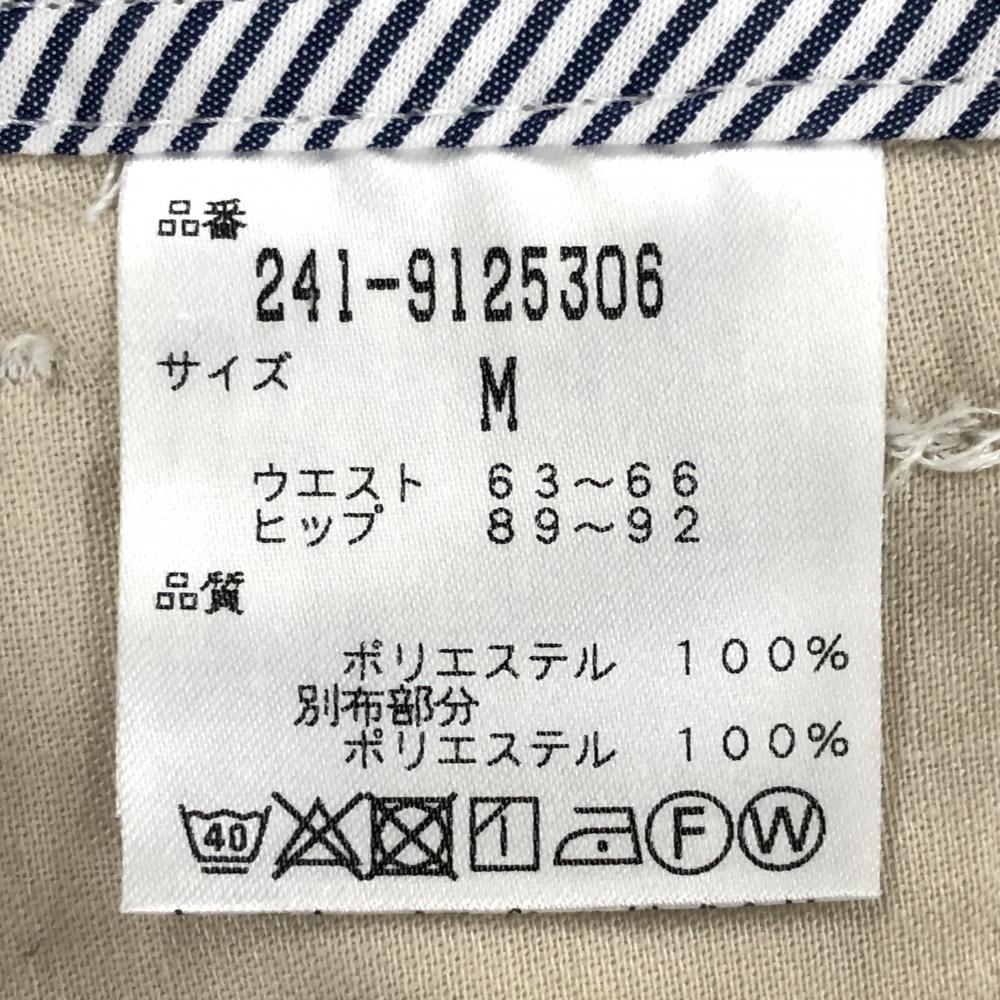 品番
241-9125306
サイズ M
ウエスト 63～66
ヒップ 89～92
品質
ポリエステル 100%
別布部分
ポリエステル 100%
40 F W